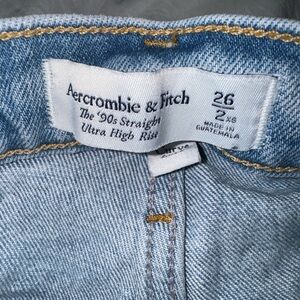 Abercrombie & Fitch
The '90s Straight
Ultra High Rise
26
2
MADE IN
GUATEMALA